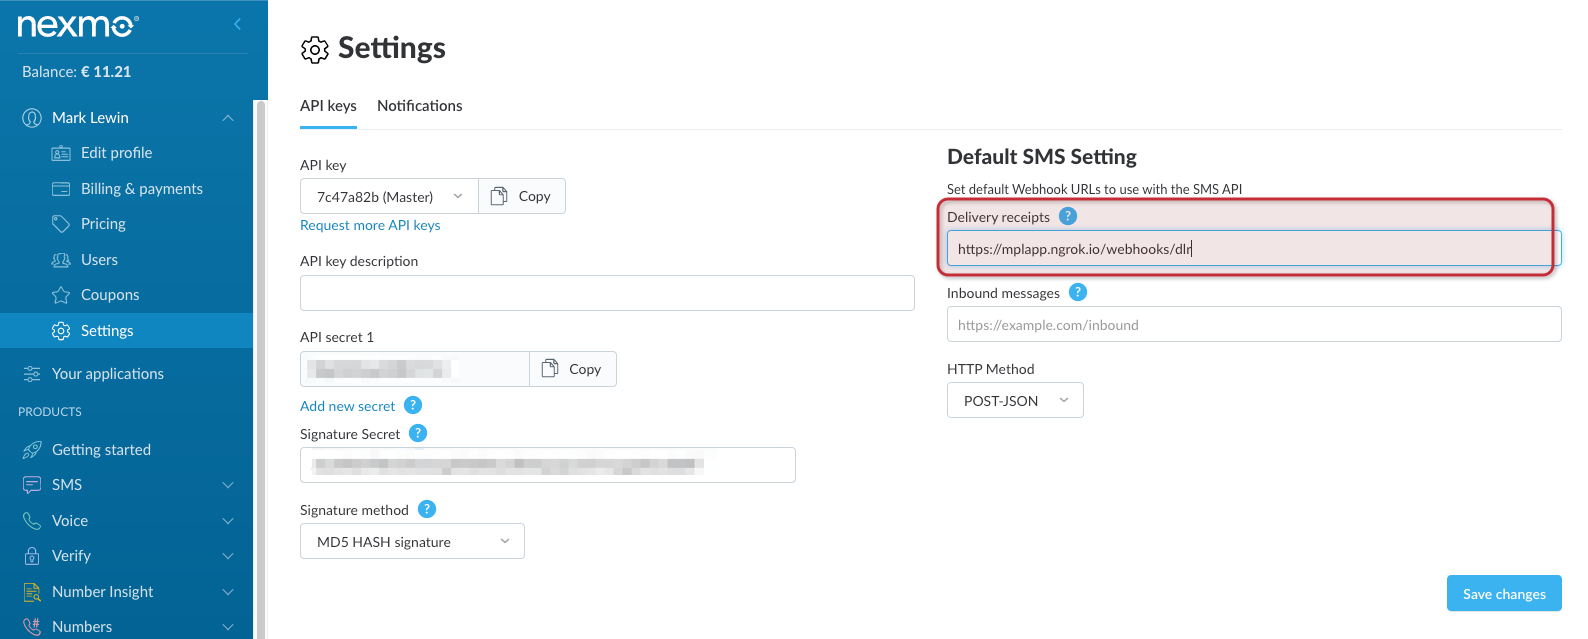 nexmo
Balance: € 11.21
Mark Lewin
Edit profile
Billing & payments
Pricing
Users
Coupons
Settings
Your applications
PRODUCTS
Getting started
SMS
Voice
Verify
Number Insight
Numbers
Settings
API keys Notifications
API key
7c47a82b (Master) Copy
Request more API keys
API key description
API secret 1
Copy
Add new secret ?
Signature Secret ?
Signature method ?
MD5 HASH signature
Default SMS Setting
Set default Webhook URLs to use with the SMS API
Delivery receipts ?
https://mplapp.ngrok.io/webhooks/dlr
Inbound messages ?
https://example.com/inbound
HTTP Method
POST-JSON
Save changes